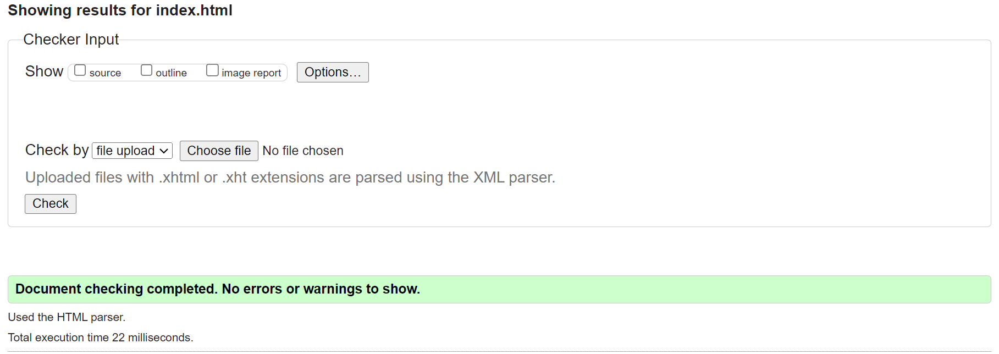 Showing results for index.html
Checker Input
Show source outline image report Options…
Check by file upload Choose file No file chosen
Uploaded files with .xhtml or .xht extensions are parsed using the XML parser.
Check
Document checking completed. No errors or warnings to show.
Used the HTML parser.
Total execution time 22 milliseconds.